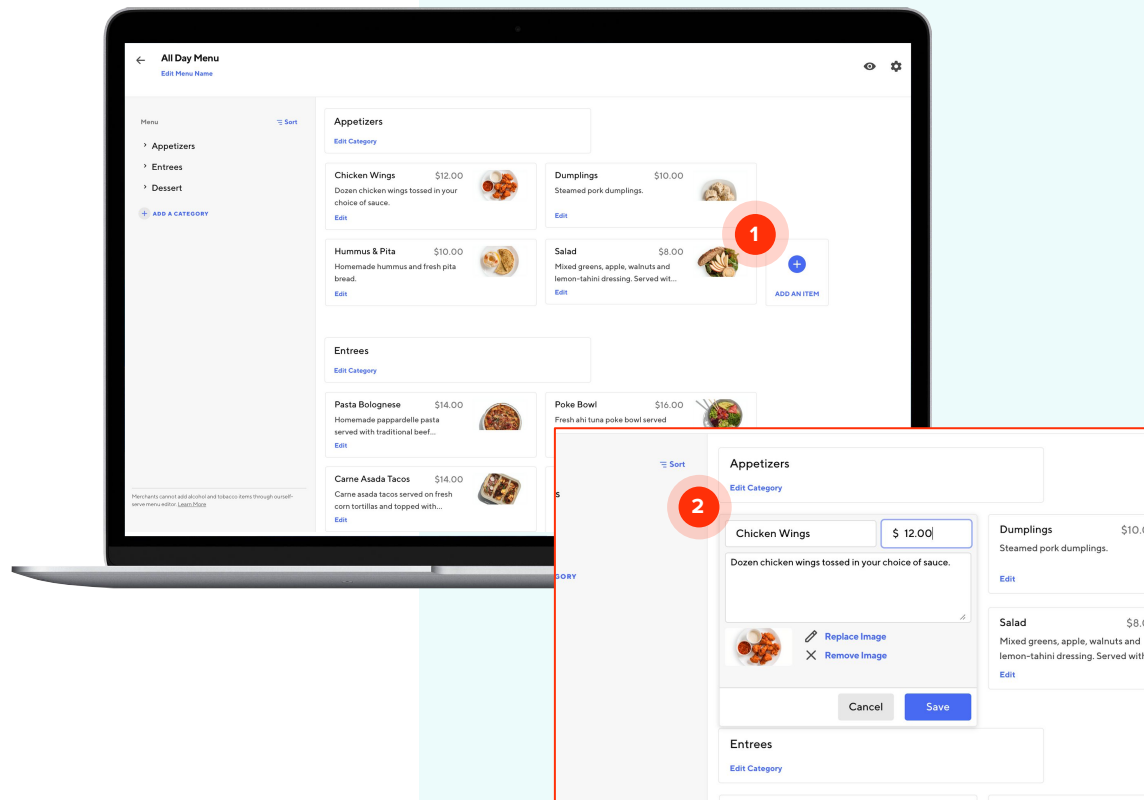 All Day Menu
Edit Menu Name
Menu
Sort
Appetizers
Entrees
Dessert
+ ADD A CATEGORY
Merchants cannot add alcohol and tobacco items through ourself-
serve menu editor. Learn More
Appetizers
Edit Category
Chicken Wings $12.00
Dozen chicken wings tossed in your
choice of sauce.
Edit
Dumplings $10.00
Steamed pork dumplings.
Edit
Hummus & Pita $10.00
Homemade hummus and fresh pita
bread.
Edit
Salad $8.00
Mixed greens, apple, walnuts and
lemon-tahini dressing. Served wit...
Edit
1
+
ADD AN ITEM
Entrees
Edit Category
Pasta Bolognese $14.00
Homemade pappardelle pasta
served with traditional beef...
Edit
Poke Bowl $16.00
Fresh ahi tuna poke bowl served
Carne Asada Tacos $14.00
Carne asada tacos served on fresh
corn tortillas and topped with...
Edit
Sort
s
GORY
2
Appetizers
Edit Category
Chicken Wings
$ 12.00
Dozen chicken wings tossed in your choice of sauce.
Replace Image
Remove Image
Cancel
Save
Dumplings $10.0
Steamed pork dumplings.
Edit
Salad $8.0
Mixed greens, apple, walnuts and
lemon-tahini dressing. Served with
Edit
Entrees
Edit Category